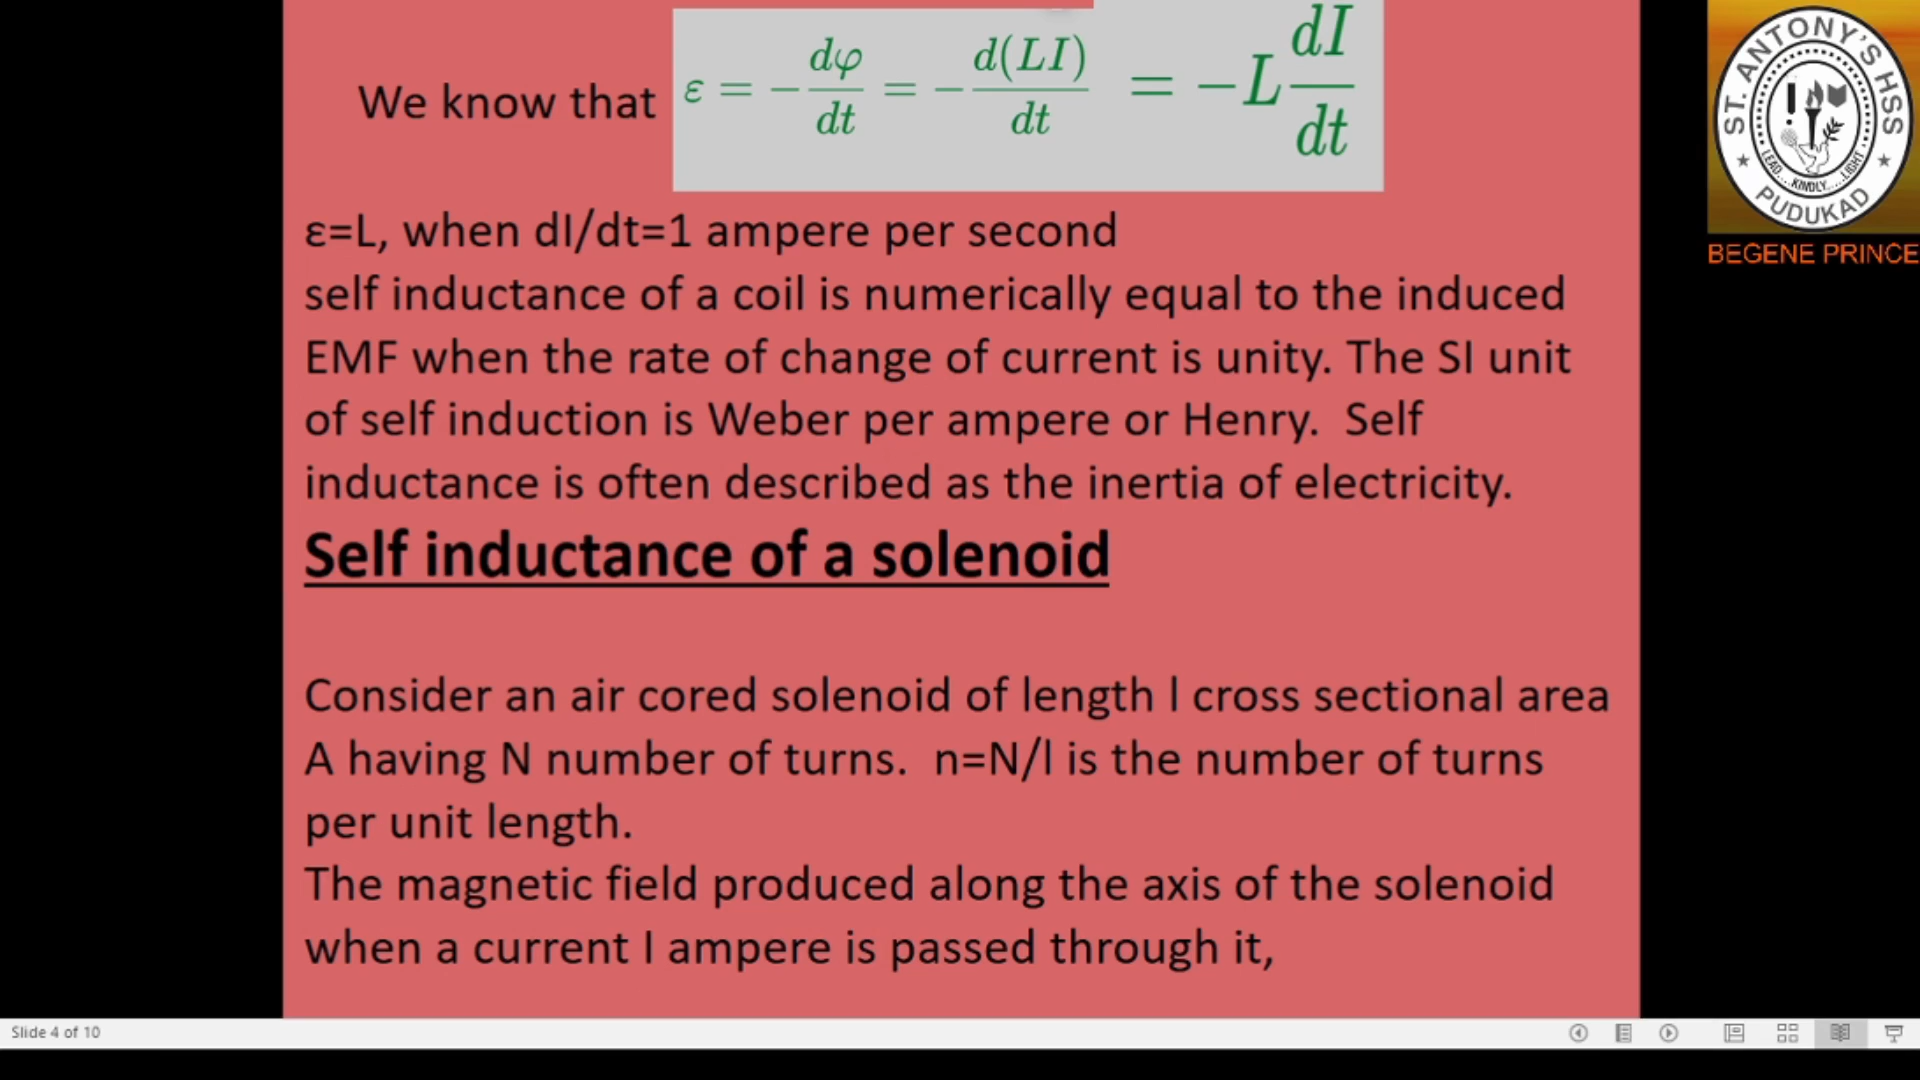 We know that ε = − dφ/dt = − d(LI)/dt = −L dI/dt
ε=L, when dI/dt=1 ampere per second
self inductance of a coil is numerically equal to the induced
EMF when the rate of change of current is unity. The SI unit
of self induction is Weber per ampere or Henry.  Self
inductance is often described as the inertia of electricity.
Self inductance of a solenoid
Consider an air cored solenoid of length l cross sectional area
A having N number of turns.  n=N/l is the number of turns
per unit length.
The magnetic field produced along the axis of the solenoid
when a current I ampere is passed through it,
ST. ANTONY'S HSS
LEAD....KINDLY.....LIGHT
PUDUKAD
BEGENE PRINCE
Slide 4 of 10